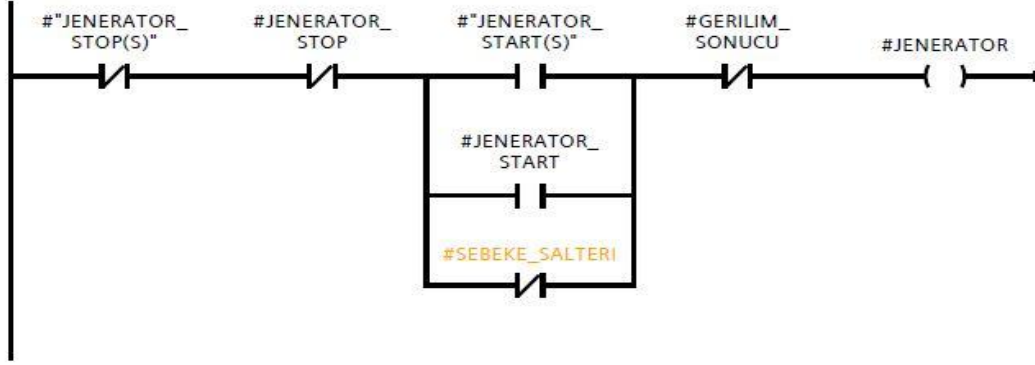 #"JENERATOR_
STOP(S)"
#JENERATOR_
STOP
#"JENERATOR_
START(S)"
#GERILIM_
SONUCU
#JENERATOR
#JENERATOR_
START
#SEBEKE_SALTERI